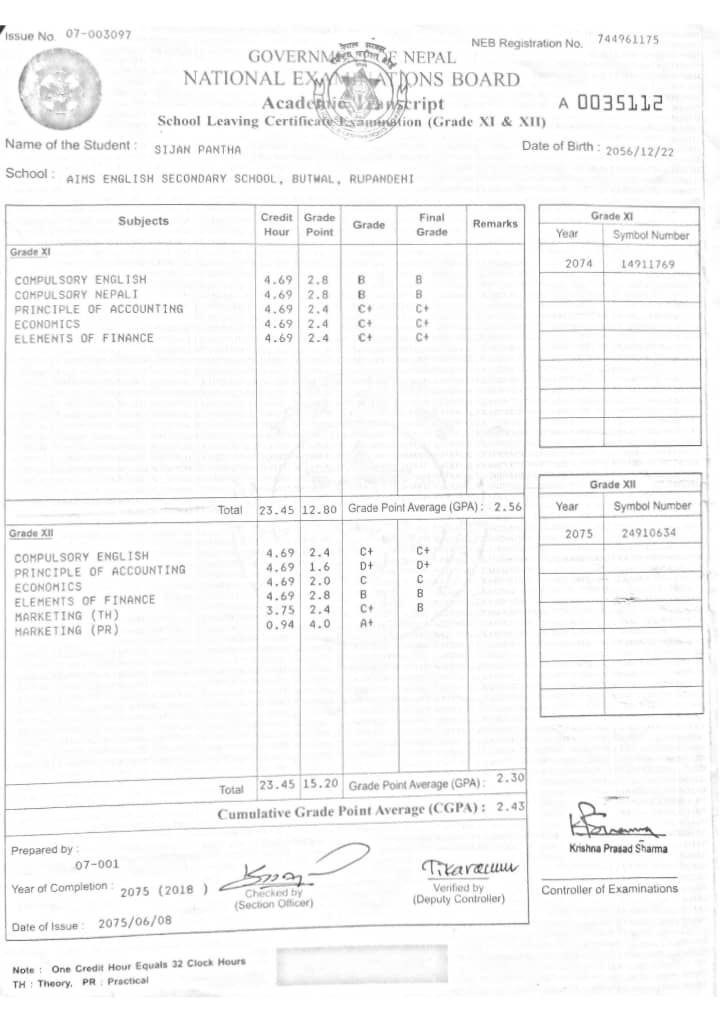 Issue No. 07-003097
NEB Registration No. 744961175
नेपाल सरकार
GOVERNMENT OF NEPAL
NATIONAL EXAMINATIONS BOARD
Academic Transcript
A 0035112
School Leaving Certificate Examination (Grade XI & XII)
Name of the Student : SIJAN PANTHA
Date of Birth : 2056/12/22
School : AIMS ENGLISH SECONDARY SCHOOL, BUTWAL, RUPANDEHI
Subjects Credit Hour Grade Point Grade Final Grade Remarks
Grade XI
COMPULSORY ENGLISH 4.69 2.8 B B
COMPULSORY NEPALI 4.69 2.8 B B
PRINCIPLE OF ACCOUNTING 4.69 2.4 C+ C+
ECONOMICS 4.69 2.4 C+ C+
ELEMENTS OF FINANCE 4.69 2.4 C+ C+
Total 23.45 12.80 Grade Point Average (GPA) : 2.56
Grade XII
COMPULSORY ENGLISH 4.69 2.4 C+ C+
PRINCIPLE OF ACCOUNTING 4.69 1.6 D+ D+
ECONOMICS 4.69 2.0 C C
ELEMENTS OF FINANCE 4.69 2.8 B B
MARKETING (TH) 3.75 2.4 C+ B
MARKETING (PR) 0.94 4.0 A+
Total 23.45 15.20 Grade Point Average (GPA) : 2.30
Cumulative Grade Point Average (CGPA) : 2.43
Grade XI
Year Symbol Number
2074 14911769
Grade XII
Year Symbol Number
2075 24910634
Prepared by :
07-001
Year of Completion : 2075 (2018 )
Date of Issue : 2075/06/08
Checked by
(Section Officer)
Verified by
(Deputy Controller)
Krishna Prasad Sharma
Controller of Examinations
Note : One Credit Hour Equals 32 Clock Hours
TH : Theory, PR : Practical